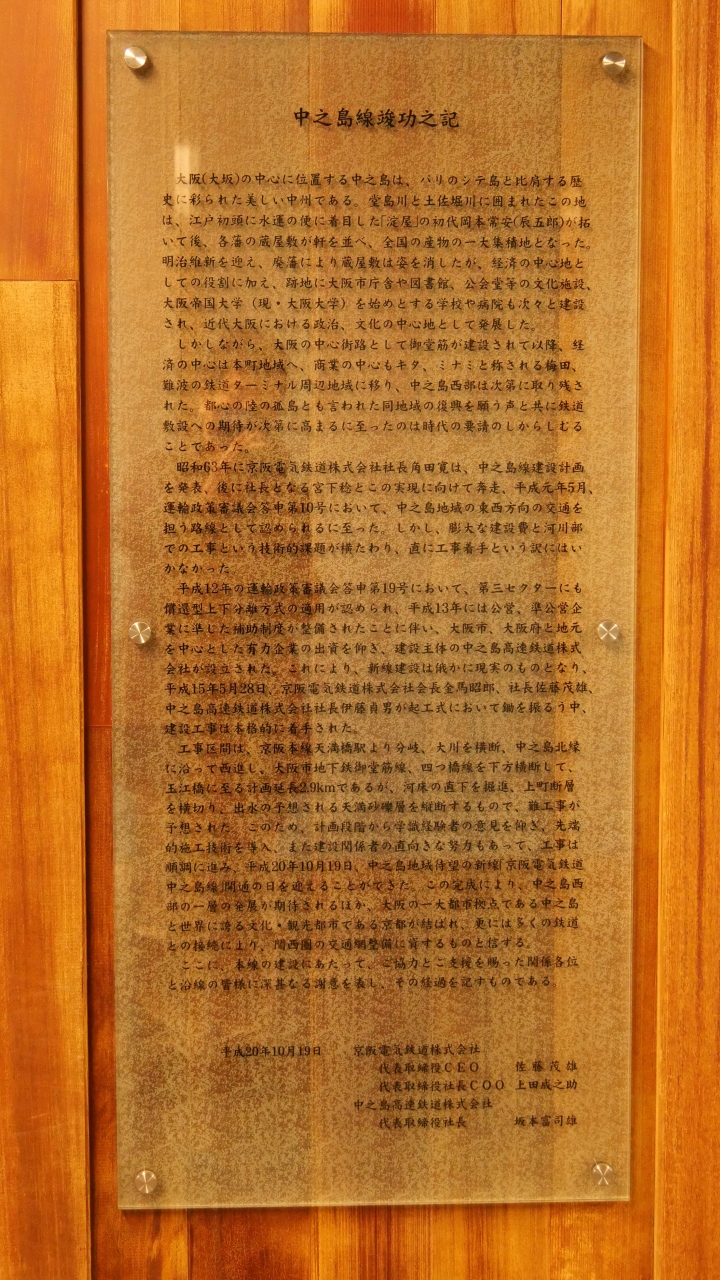 中之島線竣功之記
大阪(大坂)の中心に位置する中之島は、パリのシテ島と比肩する歴
史に彩られた美しい中州である。堂島川と土佐堀川に囲まれたこの地
は、江戸初頭に水運の便に着目した「淀屋」の初代岡本常安(辰五郎)が拓
いて後、各藩の蔵屋敷が軒を並べ、全国の産物の一大集積地となった。
明治維新を迎え、廃藩により蔵屋敷は姿を消したが、経済の中心地と
しての役割に加え、跡地に大阪市庁舎や図書館、公会堂等の文化施設、
大阪帝国大学（現・大阪大学）を始めとする学校や病院も次々と建設
され、近代大阪における政治、文化の中心地として発展した。
しかしながら、大阪の中心街路として御堂筋が建設されて以降、経
済の中心は本町地域へ、商業の中心もキタ、ミナミと称される梅田、
難波の鉄道ターミナル周辺地域に移り、中之島西部は次第に取り残さ
れた。都心の陸の孤島とも言われた同地域の復興を願う声と共に鉄道
敷設への期待が次第に高まるに至ったのは時代の要請のしからしむる
ことであった。
昭和63年に京阪電気鉄道株式会社社長角田寛は、中之島線建設計画
を発表、後に社長となる宮下稔とこの実現に向けて奔走、平成元年5月、
運輸政策審議会答申第10号において、中之島地域の東西方向の交通を
担う路線として認められるに至った。しかし、膨大な建設費と河川部
での工事という技術的課題が横たわり、直に工事着手という訳にはい
かなかった
平成12年の運輸政策審議会答申第19号において、第三セクターにも
償還型上下分離方式の適用が認められ、平成13年には公営、準公営企
業に準じた補助制度が整備されたことに伴い、大阪市、大阪府と地元
を中心とした有力企業の出資を仰ぎ、建設主体の中之島高速鉄道株式
会社が設立された。これにより、新線建設は俄かに現実のものとなり、
平成15年5月28日、京阪電気鉄道株式会社会長金馬昭郎、社長佐藤茂雄、
中之島高速鉄道株式会社社長伊藤貞男が起工式において鋤を振るう中、
建設工事は本格的に着手された。
工事区間は、京阪本線天満橋駅より分岐、大川を横断、中之島北縁
に沿って西進し、大阪市地下鉄御堂筋線、四つ橋線を下方横断して、
玉江橋に至る計画延長2.9kmであるが、河床の直下を掘進、上町断層
を横切り、出水の予想される天満砂礫層を縦断するもので、難工事が
予想された。このため、計画段階から学識経験者の意見を仰ぎ、先端
的施工技術を導入、また建設関係者の直向きな努力もあって、工事は
順調に進み、平成20年10月19日、中之島地域待望の新線「京阪電気鉄道
中之島線」開通の日を迎えることができた。この完成により、中之島西
部の一層の発展が期待されるほか、大阪の一大都市拠点である中之島
と世界に誇る文化・観光都市である京都が結ばれ、更には多くの鉄道
との接続により、関西圏の交通網整備に資するものと信ずる。
ここに、本線の建設にあたって、ご協力とご支援を賜った関係各位
と沿線の皆様に深甚なる謝意を表し、その経過を記すものである。
平成20年10月19日 京阪電気鉄道株式会社
代表取締役CEO 佐藤茂雄
代表取締役社長COO 上田成之助
中之島高速鉄道株式会社
代表取締役社長 坂本富司雄